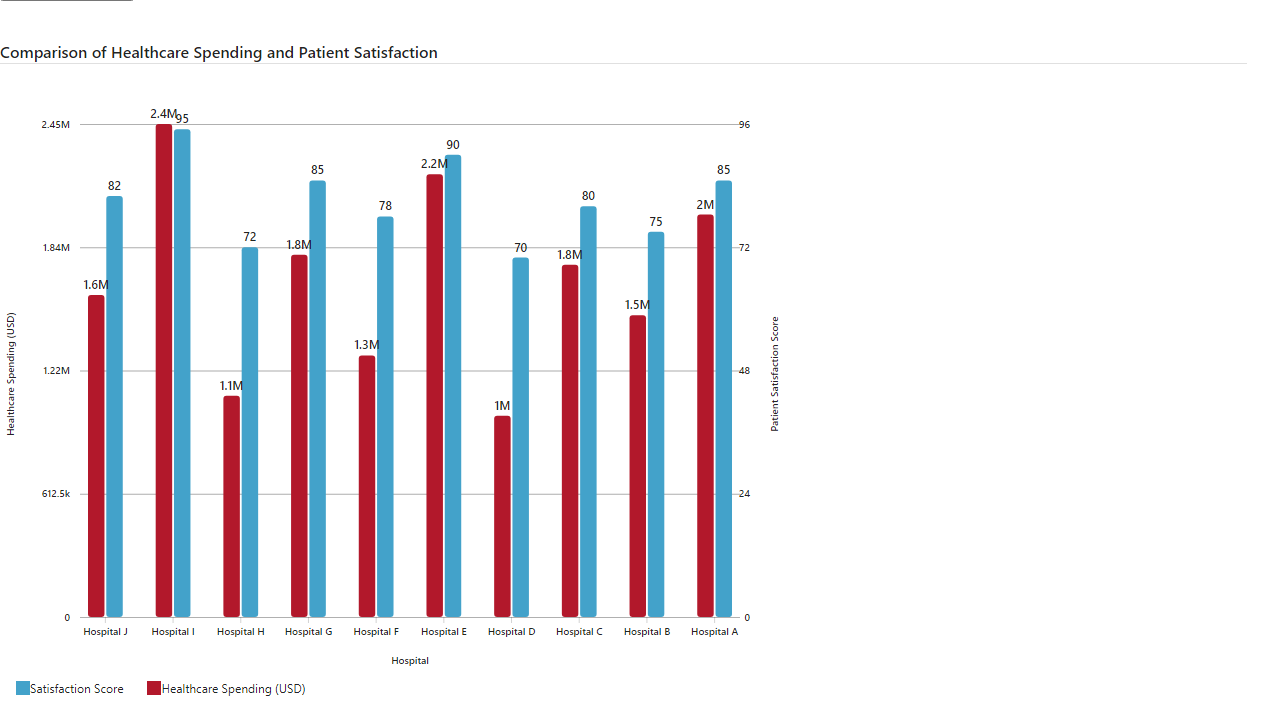 Comparison of Healthcare Spending and Patient Satisfaction
2.4M 95
2.45M 96
90
2.2M
85 85
82
80
78
2M
75
72
70
1.84M 72
1.8M
1.8M
1.6M
1.5M
1.3M
1.22M 48
1.1M
1M
Healthcare Spending (USD)
Patient Satisfaction Score
612.5k 24
0 0
Hospital J Hospital I Hospital H Hospital G Hospital F Hospital E Hospital D Hospital C Hospital B Hospital A
Hospital
Satisfaction Score Healthcare Spending (USD)